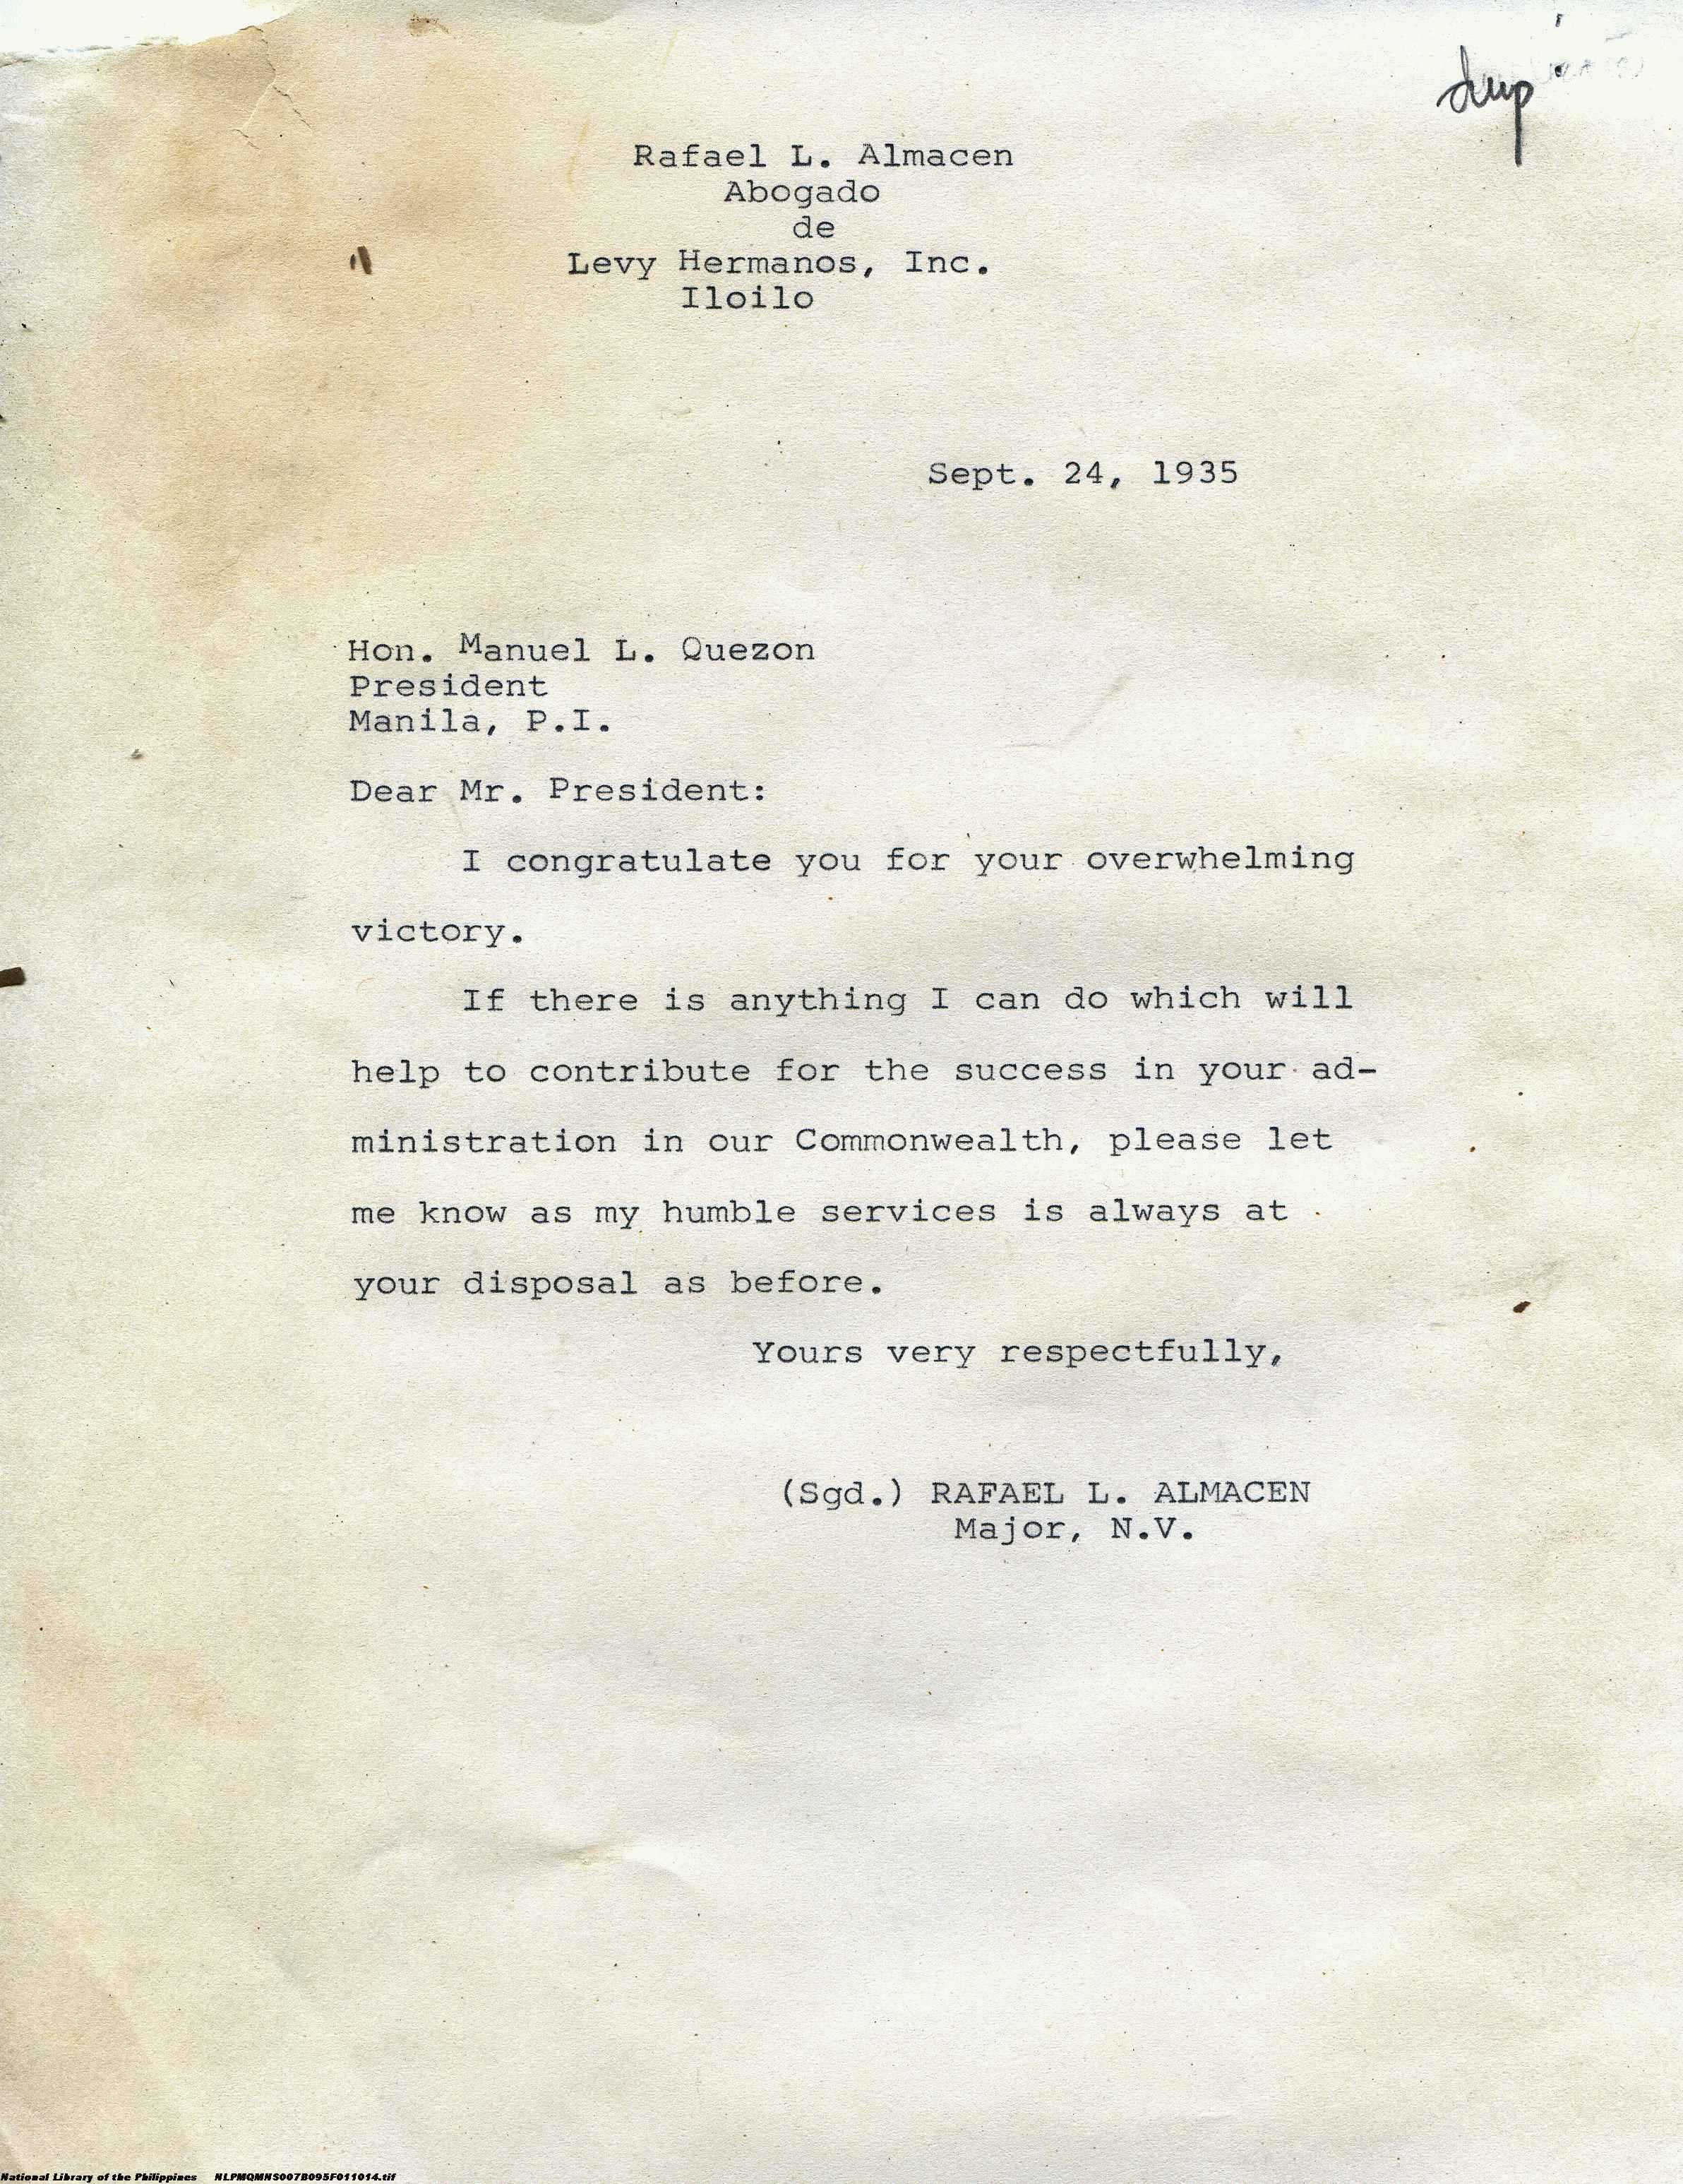 dup
Rafael L. Almacen
Abogado
de
Levy Hermanos, Inc.
Iloilo
Sept. 24, 1935
Hon. Manuel L. Quezon
President
Manila, P.I.
Dear Mr. President:
I congratulate you for your overwhelming
victory.
If there is anything I can do which will
help to contribute for the success in your ad-
ministration in our Commonwealth, please let
me know as my humble services is always at
your disposal as before.
Yours very respectfully,
(Sgd.) RAFAEL L. ALMACEN
Major, N.V.
National Library of the Philippines NLPMQMNS007B095F011014.tif